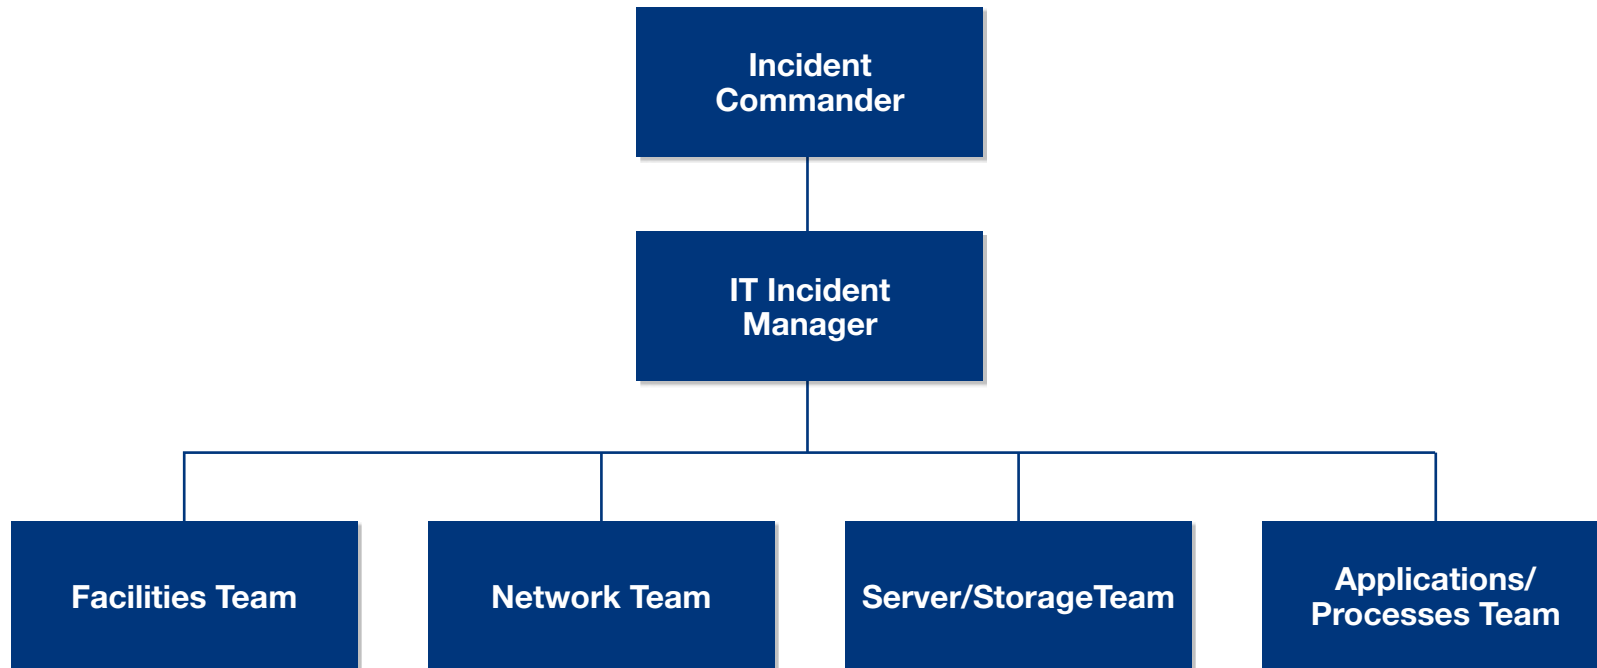 Incident
Commander
IT Incident
Manager
Facilities Team
Network Team
Server/StorageTeam
Applications/
Processes Team